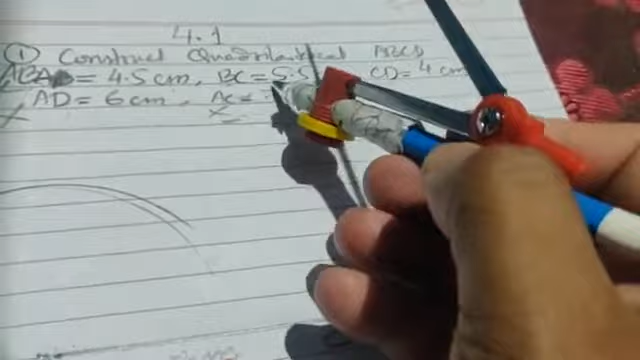 4.1
① Construct Quadrilateral ABCD
AB = 4.5 cm, BC = 5.5 CD = 4 cm
AD = 6 cm, AC =